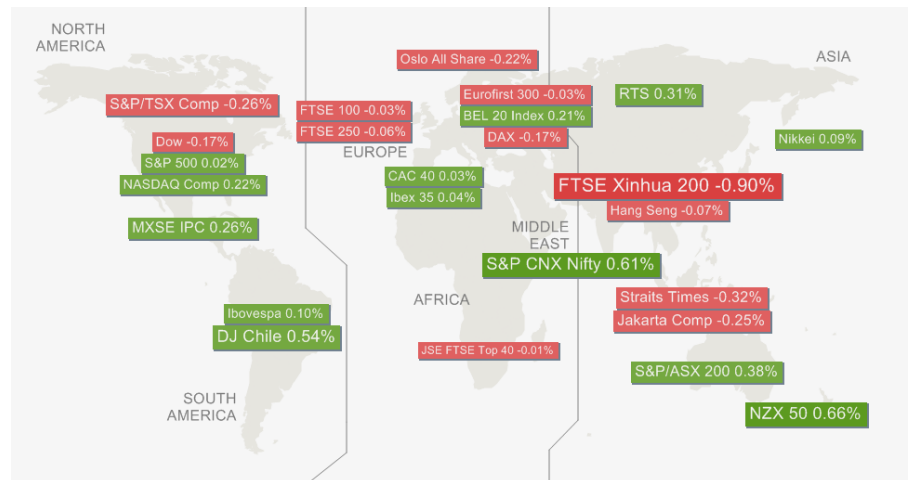 NORTH
AMERICA
Oslo All Share -0.22%
ASIA
S&P/TSX Comp -0.26%
FTSE 100 -0.03%
Eurofirst 300 -0.03%
RTS 0.31%
BEL 20 Index 0.21%
FTSE 250 -0.06%
DAX -0.17%
Nikkei 0.09%
Dow -0.17%
EUROPE
S&P 500 0.02%
NASDAQ Comp 0.22%
CAC 40 0.03%
FTSE Xinhua 200 -0.90%
Ibex 35 0.04%
Hang Seng -0.07%
MXSE IPC 0.26%
MIDDLE
EAST
S&P CNX Nifty 0.61%
AFRICA
Straits Times -0.32%
Ibovespa 0.10%
Jakarta Comp -0.25%
DJ Chile 0.54%
JSE FTSE Top 40 -0.01%
S&P/ASX 200 0.38%
SOUTH
AMERICA
NZX 50 0.66%